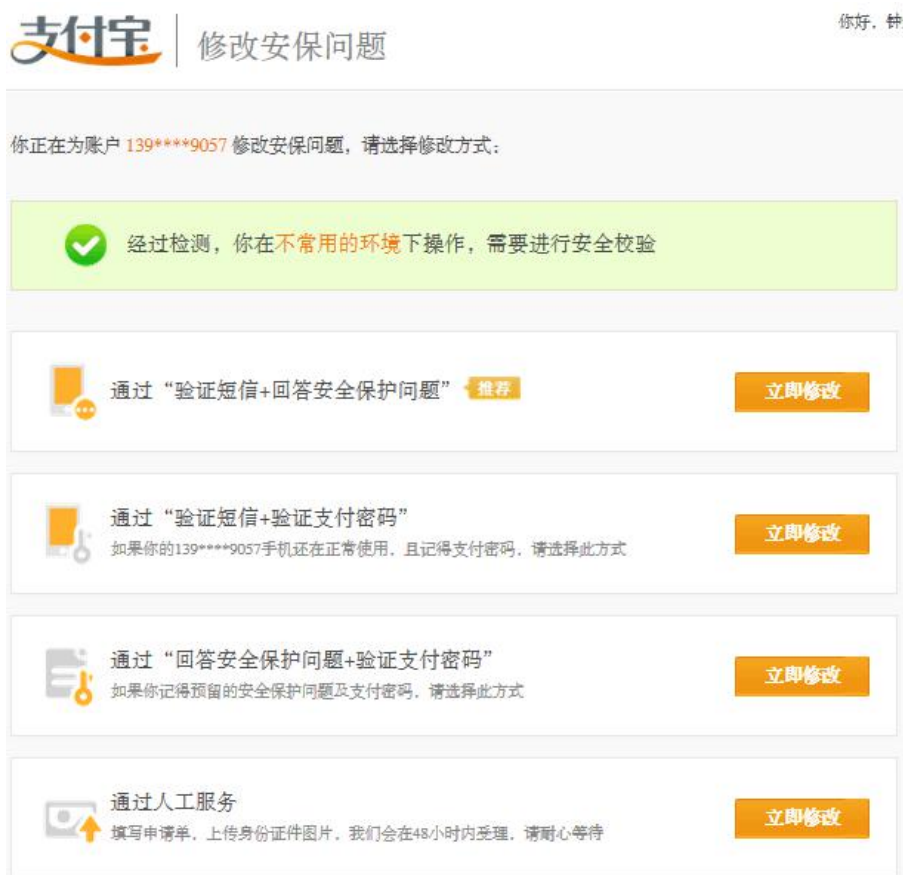 支付宝
修改安保问题
你好，钟
你正在为账户 139****9057 修改安保问题，请选择修改方式：
经过检测，你在不常用的环境下操作，需要进行安全校验
通过“验证短信+回答安全保护问题” 推荐
立即修改
通过“验证短信+验证支付密码”
如果你的139****9057手机还在正常使用，且记得支付密码，请选择此方式
立即修改
通过“回答安全保护问题+验证支付密码”
如果你记得预留的安全保护问题及支付密码，请选择此方式
立即修改
通过人工服务
填写申请单，上传身份证件图片，我们会在48小时内受理，请耐心等待
立即修改